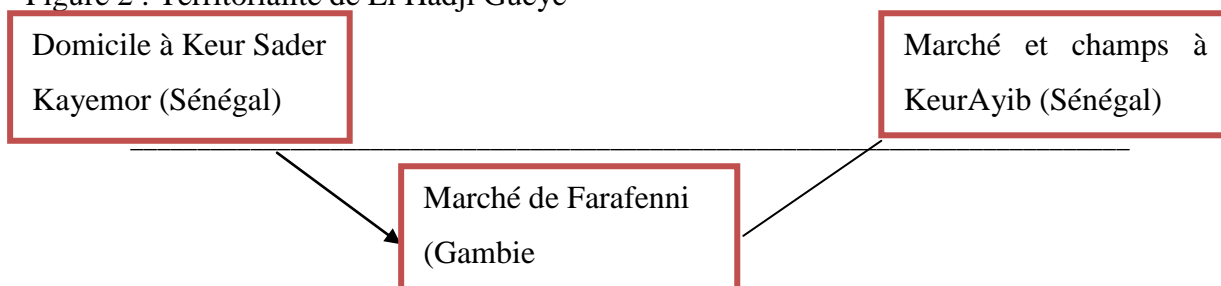 Figure 2 : Territorialité de El Hadji Gueye
Domicile à Keur Sader
Kayemor (Sénégal)
Marché et champs à
KeurAyib (Sénégal)
Marché de Farafenni
(Gambie